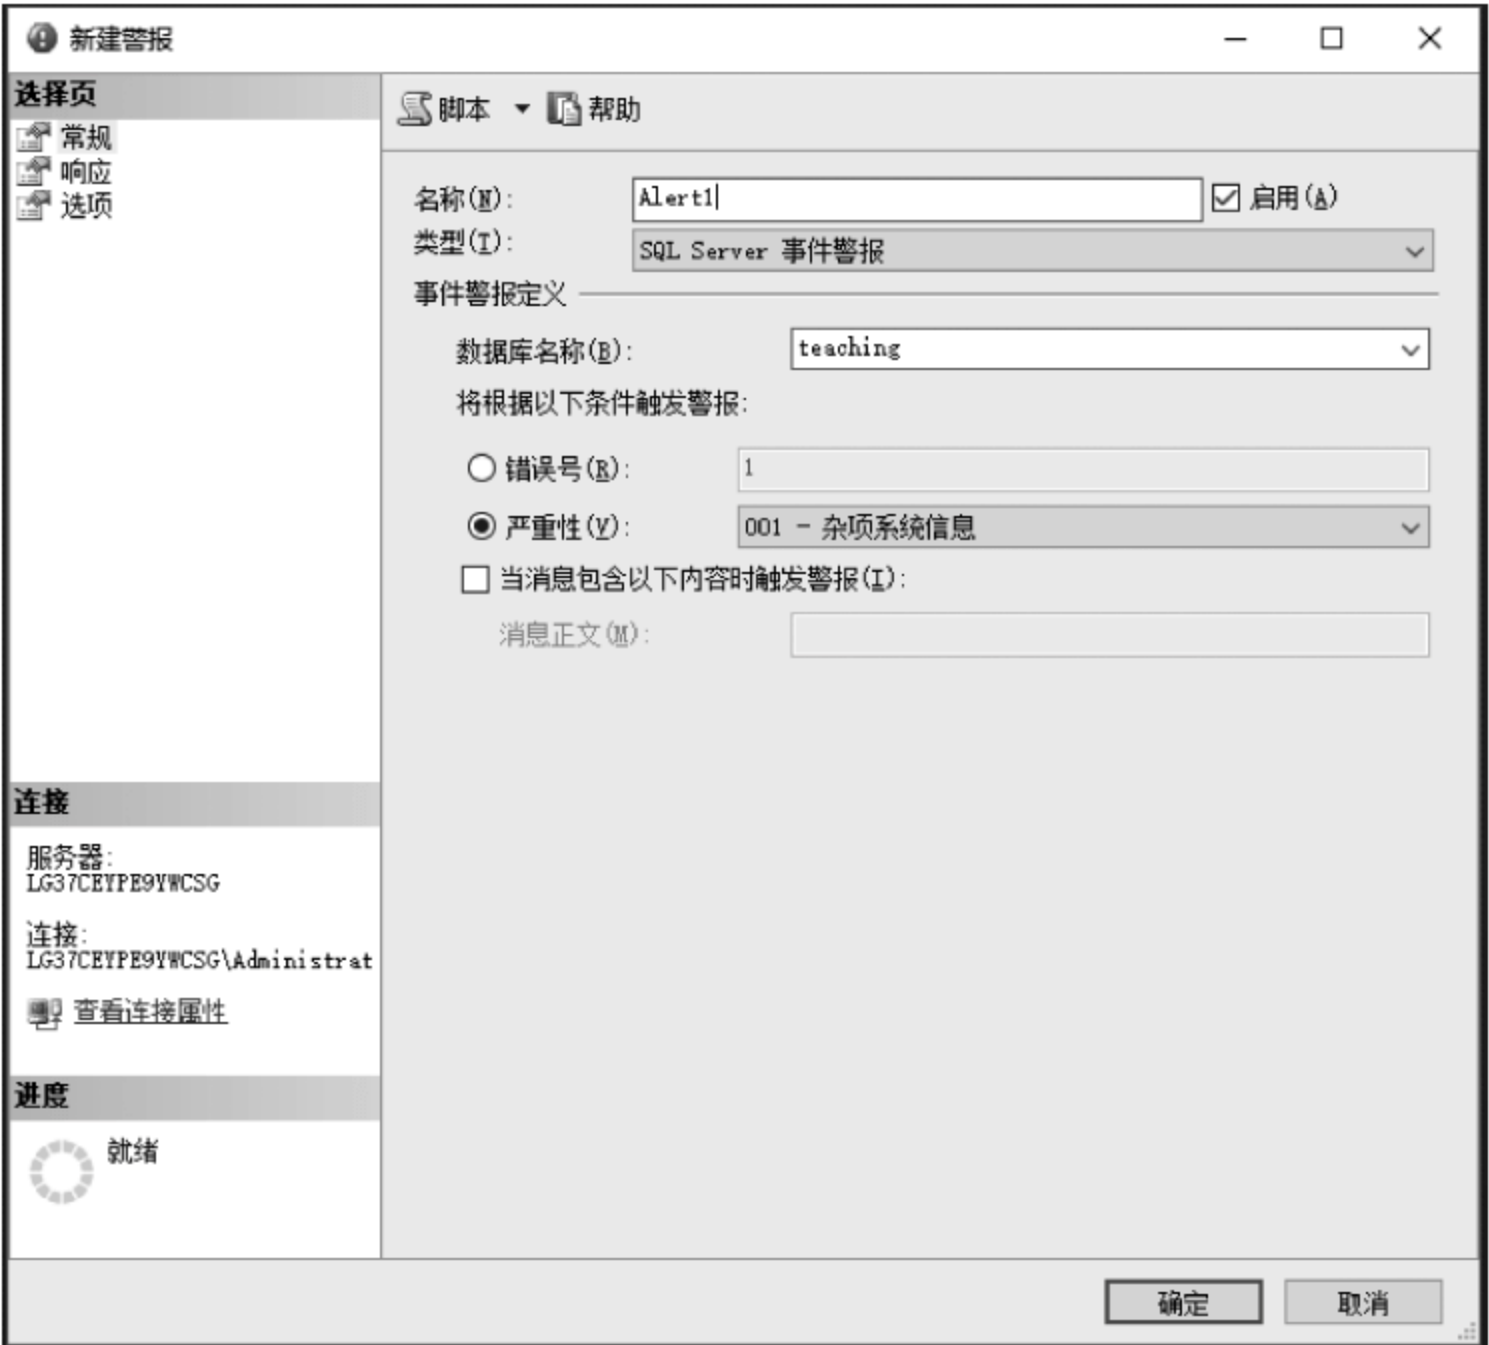 新建警报
选择页
常规
响应
选项
脚本 帮助
名称(N): Alert1 启用(A)
类型(T): SQL Server 事件警报
事件警报定义
数据库名称(B): teaching
将根据以下条件触发警报:
错误号(R): 1
严重性(V): 001 - 杂项系统信息
当消息包含以下内容时触发警报(I):
消息正文(M):
连接
服务器:
LG37CEYPE9YWCSG
连接:
LG37CEYPE9YWCSG\Administrat
查看连接属性
进度
就绪
确定 取消